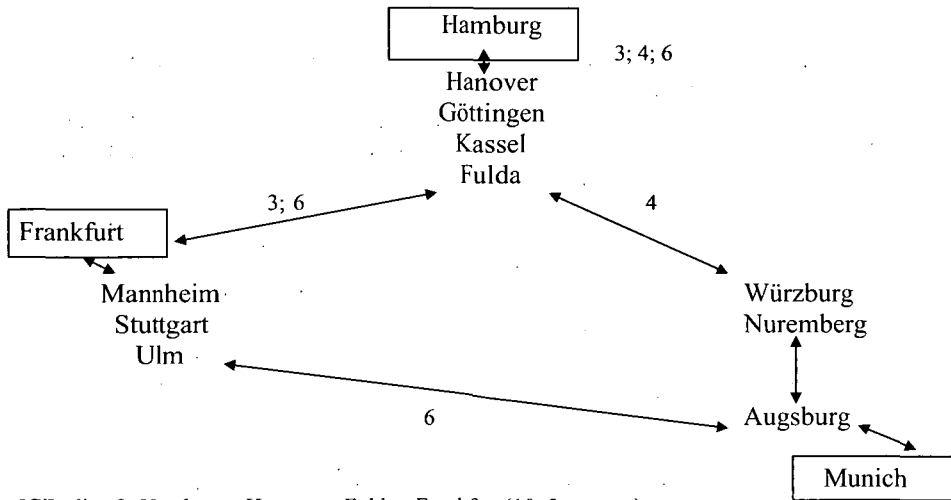 Hamburg
3; 4; 6
Hanover
Göttingen
Kassel
Fulda
3; 6
4
Frankfurt
Mannheim
Stuttgart
Ulm
Würzburg
Nuremberg
6
Augsburg
Munich